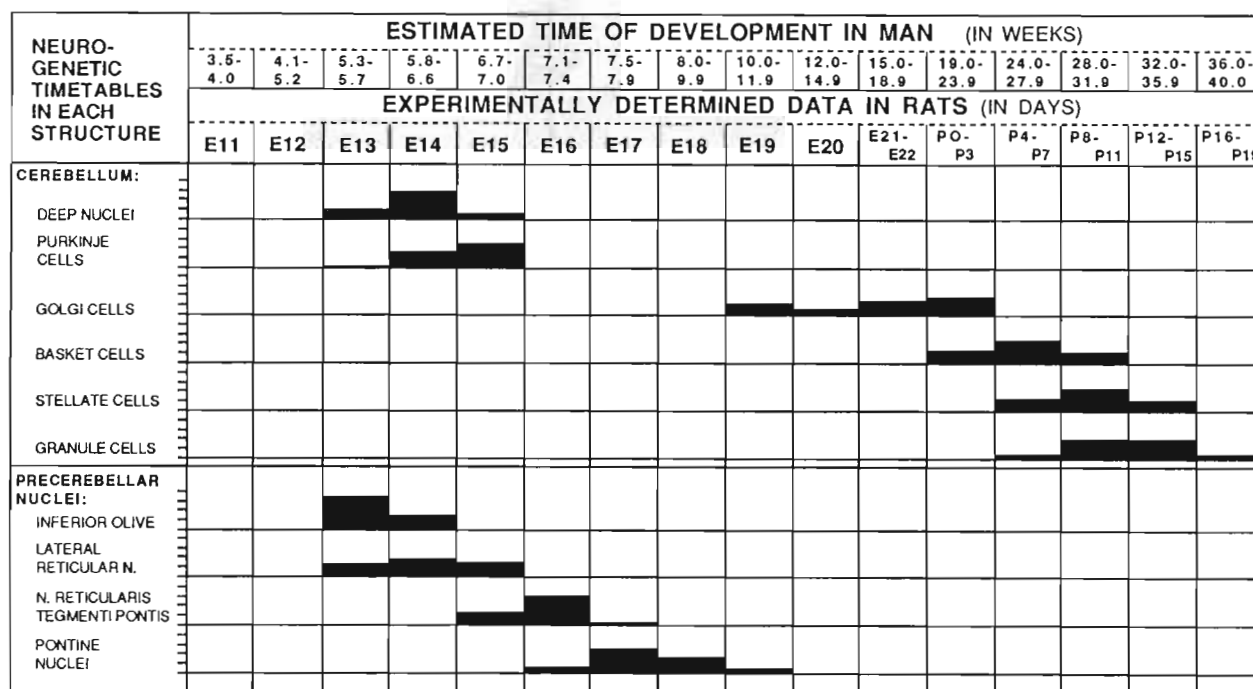 NEURO-
GENETIC
TIMETABLES
IN EACH
STRUCTURE
ESTIMATED TIME OF DEVELOPMENT IN MAN (IN WEEKS)
3.5- 4.1- 5.3- 5.8- 6.7- 7.1- 7.5- 8.0- 10.0- 12.0- 15.0- 19.0- 24.0- 28.0- 32.0- 36.0-
4.0 5.2 5.7 6.6 7.0 7.4 7.9 9.9 11.9 14.9 18.9 23.9 27.9 31.9 35.9 40.0
EXPERIMENTALLY DETERMINED DATA IN RATS (IN DAYS)
E11 E12 E13 E14 E15 E16 E17 E18 E19 E20 E21- PO- P4- P8- P12- P16-
E22 P3 P7 P11 P15
CEREBELLUM:
DEEP NUCLEI
PURKINJE
CELLS
GOLGI CELLS
BASKET CELLS
STELLATE CELLS
GRANULE CELLS
PRECEREBELLAR
NUCLEI:
INFERIOR OLIVE
LATERAL
RETICULAR N.
N. RETICULARIS
TEGMENTI PONTIS
PONTINE
NUCLEI